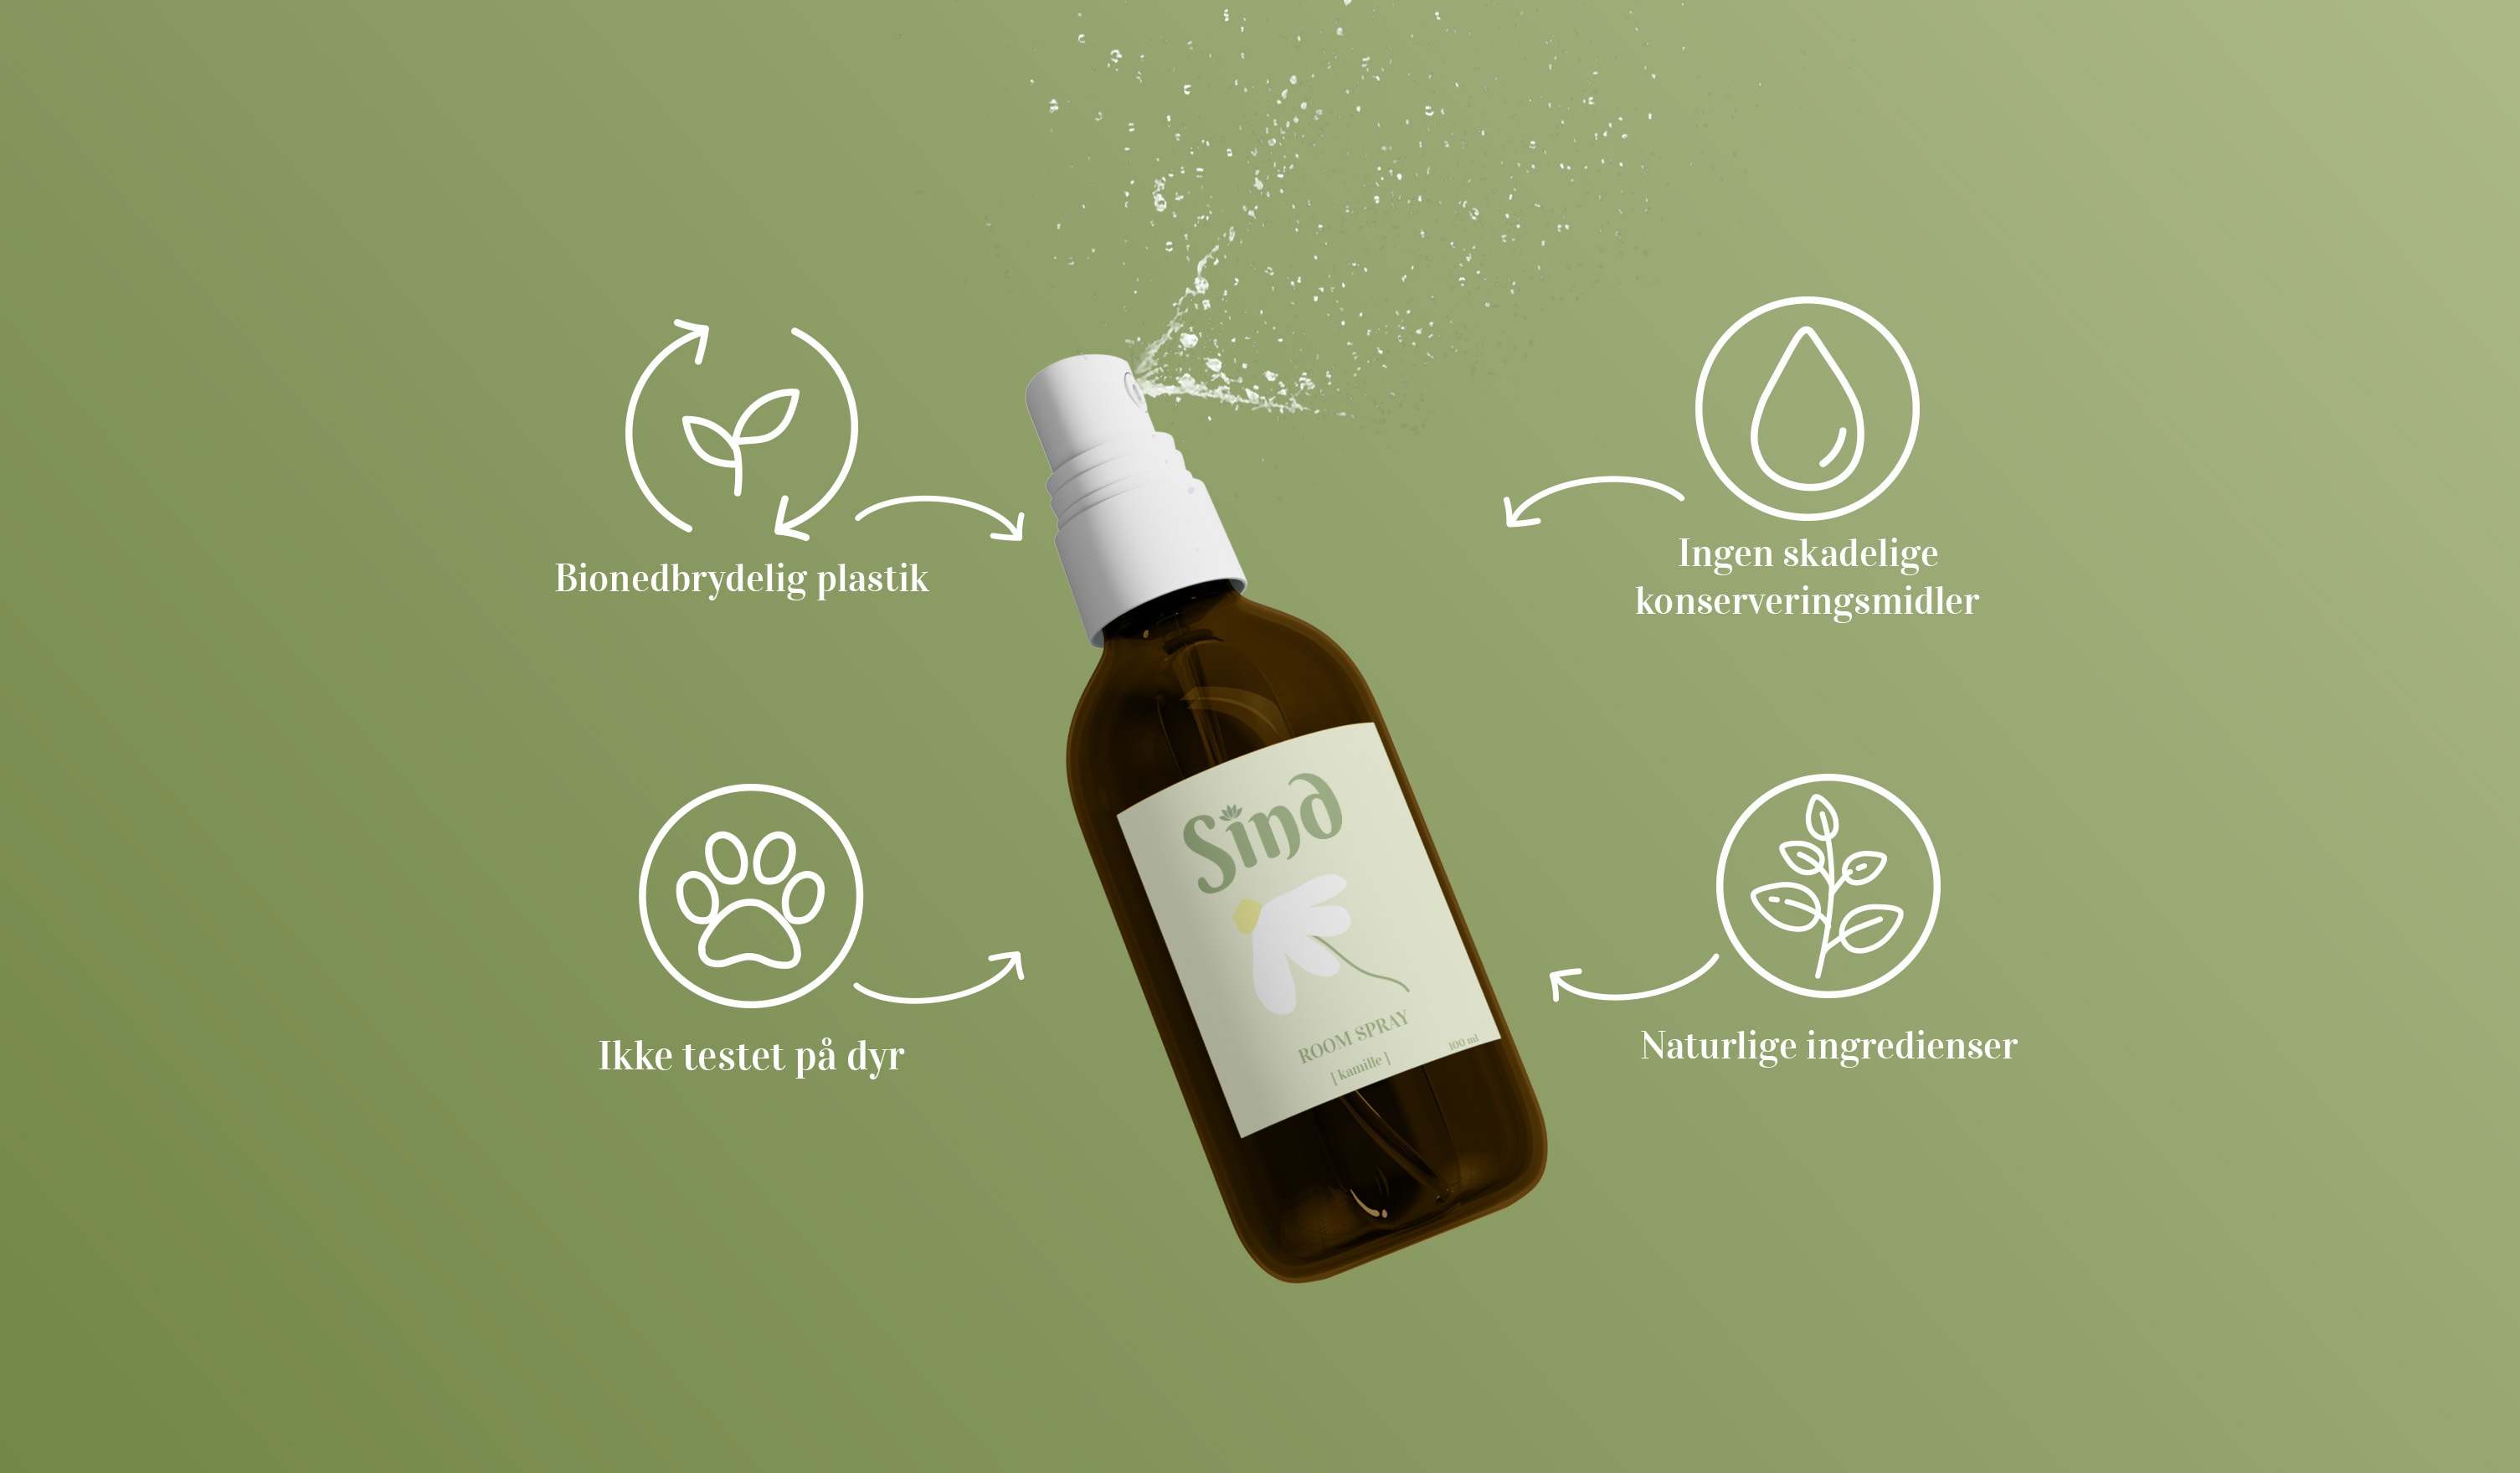 Bionedbrydelig plastik
Ingen skadelige
konserveringsmidler
Sind
ROOM SPRAY
[ kamille ]
100 ml
Ikke testet på dyr
Naturlige ingredienser